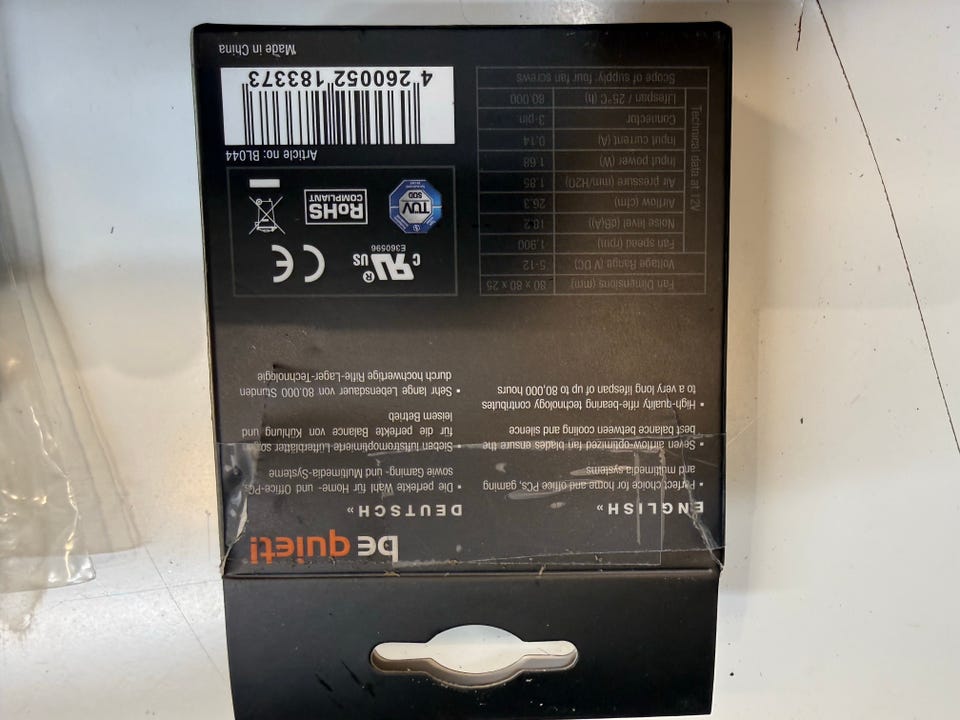 be quiet!
ENGLISH »
• Perfect choice for home and office PCs, gaming
and multimedia systems
• Seven airflow-optimized fan blades ensure the
best balance between cooling and silence
• High-quality rifle-bearing technology contributes
to a very long lifespan of up to 80,000 hours
DEUTSCH »
• Die perfekte Wahl für Home- und Office-PCs
sowie Gaming- und Multimedia-Systeme
• Sieben luftstromoptimierte Lüfterblätter sorgen
für die perfekte Balance von Kühlung und
leisem Betrieb
• Sehr lange Lebensdauer von 80.000 Stunden
durch hochwertige Rifle-Lager-Technologie
Fan Dimensions (mm) 80 x 80 x 25
Voltage Range (V DC) 5-12
Technical data at 12V
Fan speed (rpm) 1.900
Noise level (dB(A)) 18.2
Airflow (cfm) 26.3
Air pressure (mm/H2O) 1.85
Input power (W) 1.68
Input current (A) 0.14
Connector 3-pin
Lifespan / 25°C (h) 80.000
Scope of supply: four fan screws
c RU® US
E360596
CE
TÜV
SÜD
RoHS
COMPLIANT
Article no: BL044
4 260052 183373
Made in China